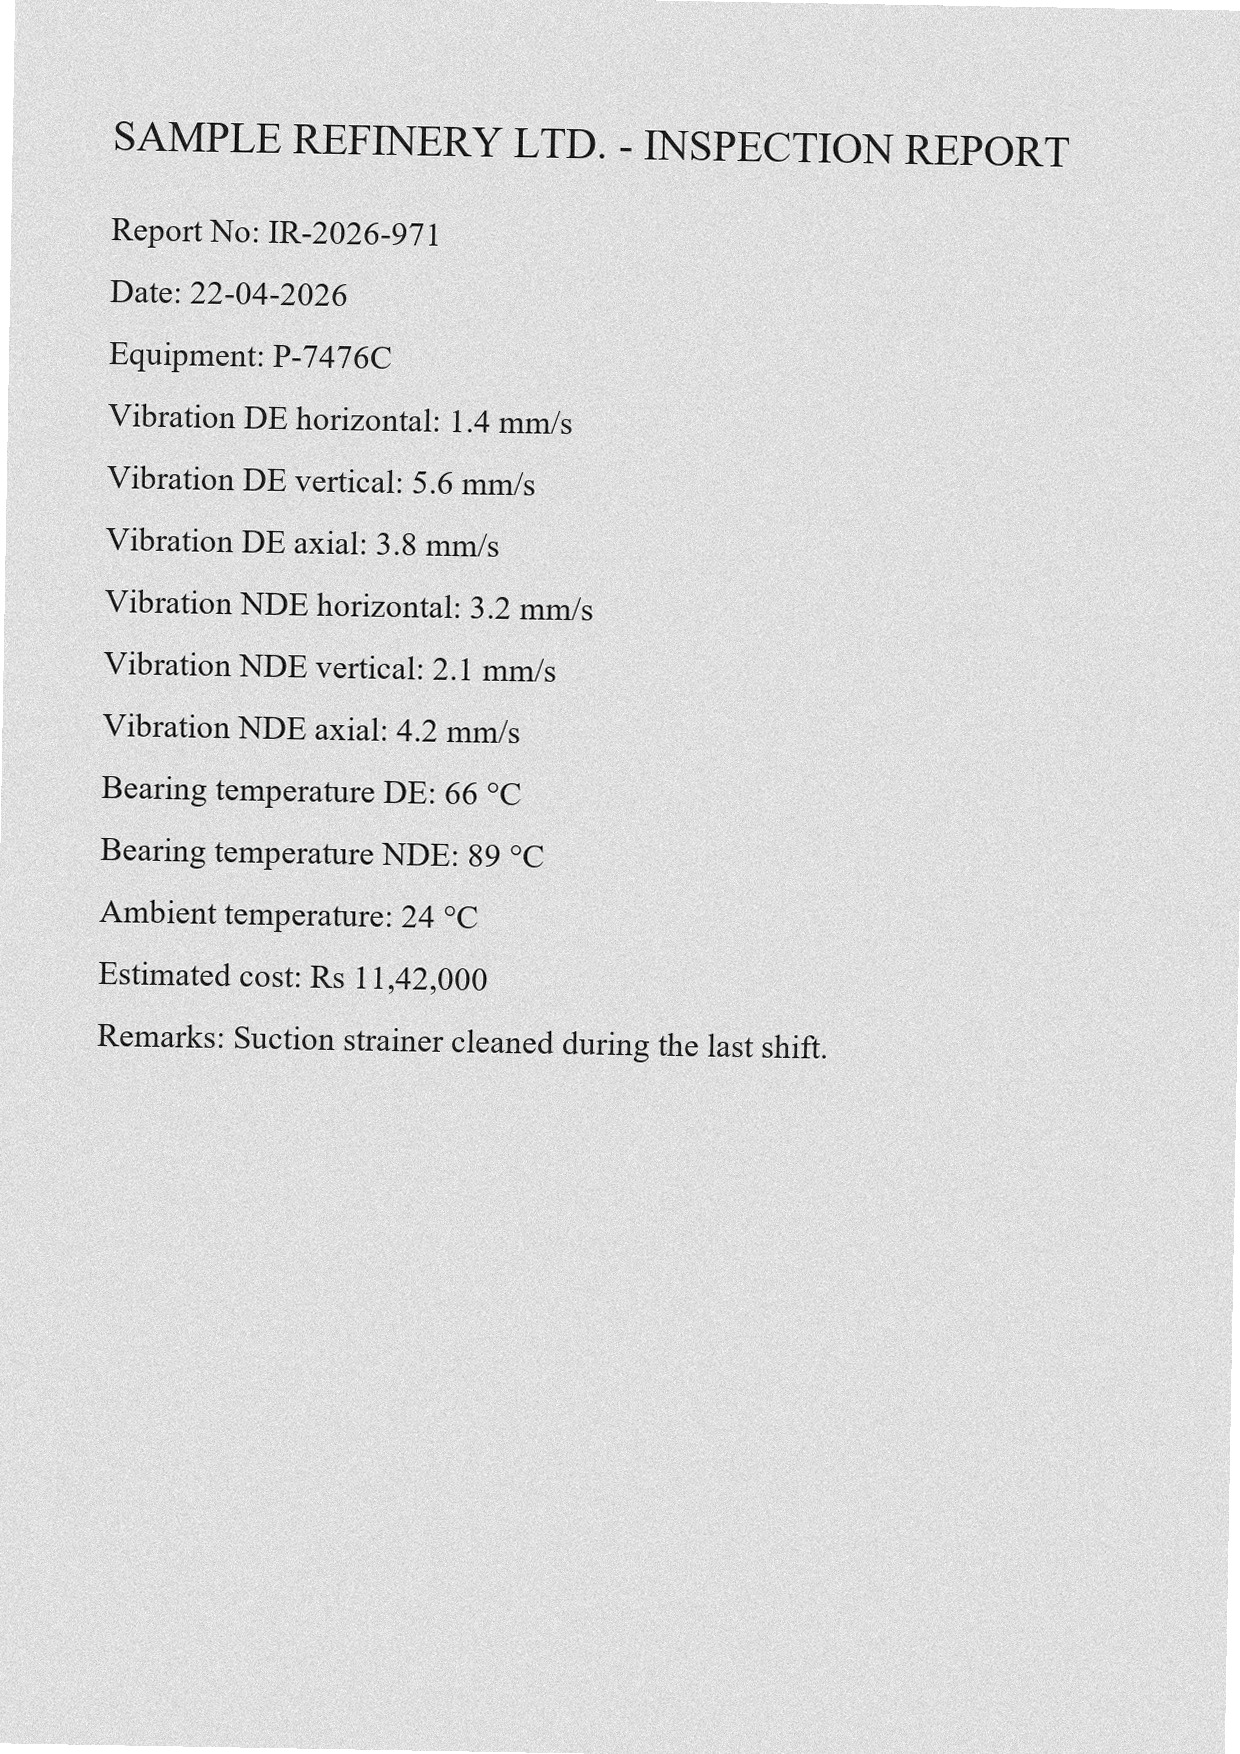 SAMPLE REFINERY LTD. - INSPECTION REPORT
Report No: IR-2026-971
Date: 22-04-2026
Equipment: P-7476C
Vibration DE horizontal: 1.4 mm/s
Vibration DE vertical: 5.6 mm/s
Vibration DE axial: 3.8 mm/s
Vibration NDE horizontal: 3.2 mm/s
Vibration NDE vertical: 2.1 mm/s
Vibration NDE axial: 4.2 mm/s
Bearing temperature DE: 66 °C
Bearing temperature NDE: 89 °C
Ambient temperature: 24 °C
Estimated cost: Rs 11,42,000
Remarks: Suction strainer cleaned during the last shift.